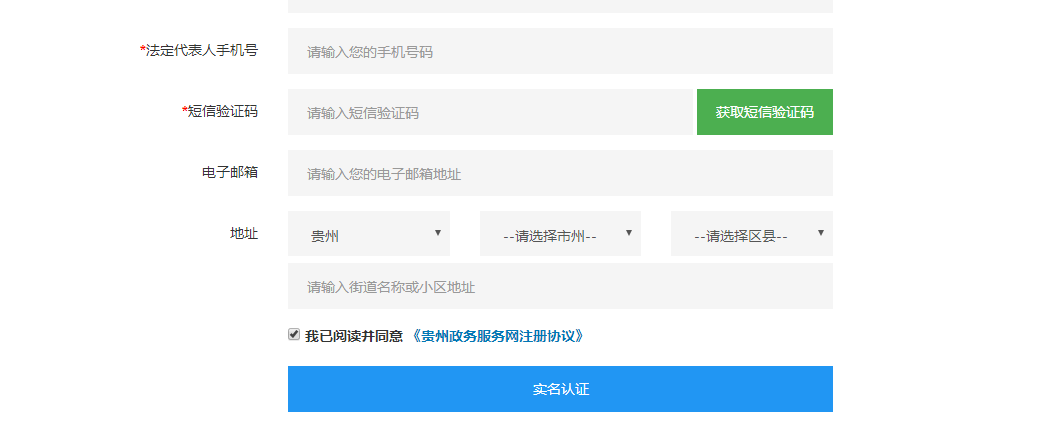 *法定代表人手机号 请输入您的手机号码
*短信验证码 请输入短信验证码 获取短信验证码
电子邮箱 请输入您的电子邮箱地址
地址 贵州 --请选择市州-- --请选择区县--
请输入街道名称或小区地址
我已阅读并同意 《贵州政务服务网注册协议》
实名认证